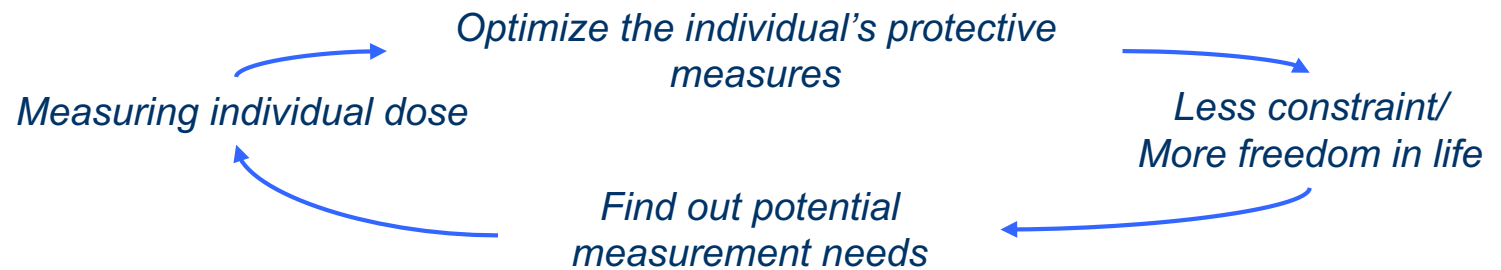 Optimize the individual's protective
measures
Measuring individual dose
Less constraint/
More freedom in life
Find out potential
measurement needs